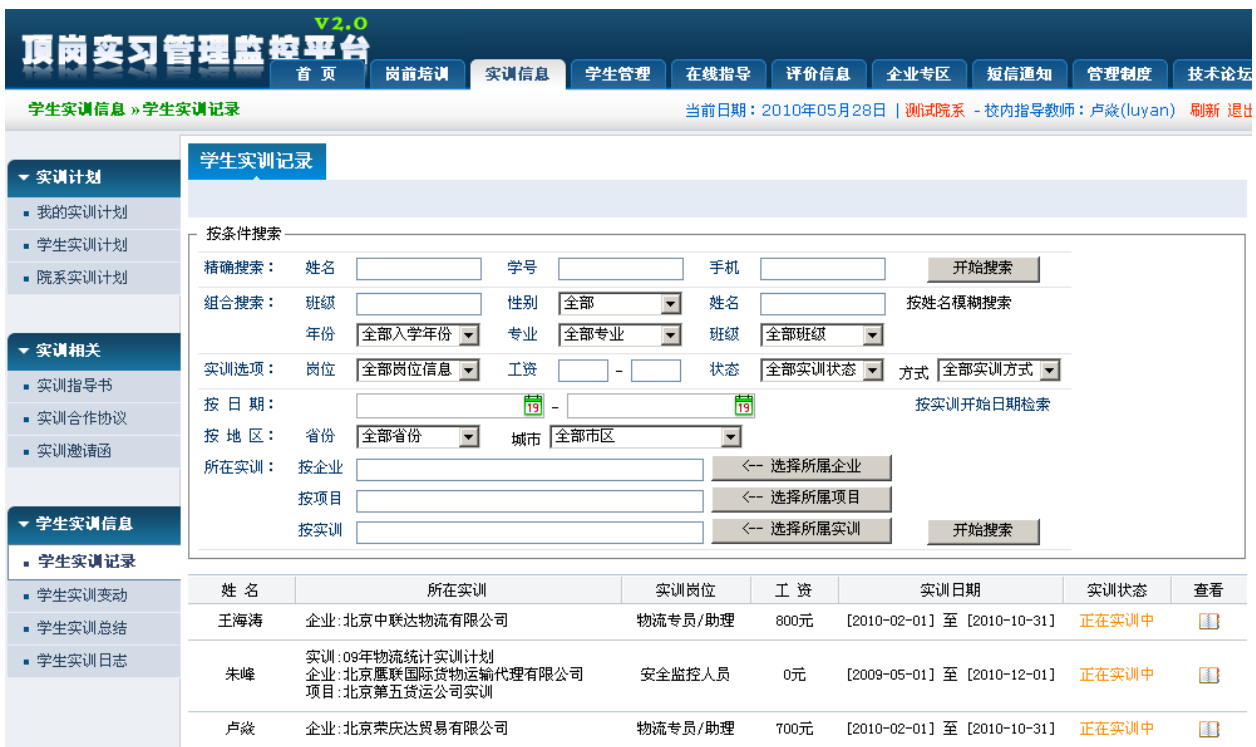 V2.0
顶岗实习管理监控平台
首 页 岗前培训 实训信息 学生管理 在线指导 评价信息 企业专区 短信通知 管理制度 技术论坛
学生实训信息 » 学生实训记录 当前日期：2010年05月28日 | 测试院系 - 校内指导教师：卢焱(luyan) 刷新 退出
学生实训记录
实训计划
我的实训计划
学生实训计划
院系实训计划
实训相关
实训指导书
实训合作协议
实训邀请函
学生实训信息
学生实训记录
学生实训变动
学生实训总结
学生实训日志
按条件搜索
精确搜索： 姓名 学号 手机 开始搜索
组合搜索： 班级 性别 全部 姓名 按姓名模糊搜索
年份 全部入学年份 专业 全部专业 班级 全部班级
实训选项： 岗位 全部岗位信息 工资 - 状态 全部实训状态 方式 全部实训方式
按 日 期： 19 - 19 按实训开始日期检索
按 地 区： 省份 全部省份 城市 全部市区
所在实训： 按企业 <-- 选择所属企业
按项目 <-- 选择所属项目
按实训 <-- 选择所属实训 开始搜索
姓 名 所在实训 实训岗位 工 资 实训日期 实训状态 查看
王海涛 企业:北京中联达物流有限公司 物流专员/助理 800元 [2010-02-01] 至 [2010-10-31] 正在实训中
实训:09年物流统计实训计划
朱峰 企业:北京鹰联国际货物运输代理有限公司 安全监控人员 0元 [2009-05-01] 至 [2010-12-01] 正在实训中
项目:北京第五货运公司实训
卢焱 企业:北京荣庆达贸易有限公司 物流专员/助理 700元 [2010-02-01] 至 [2010-10-31] 正在实训中